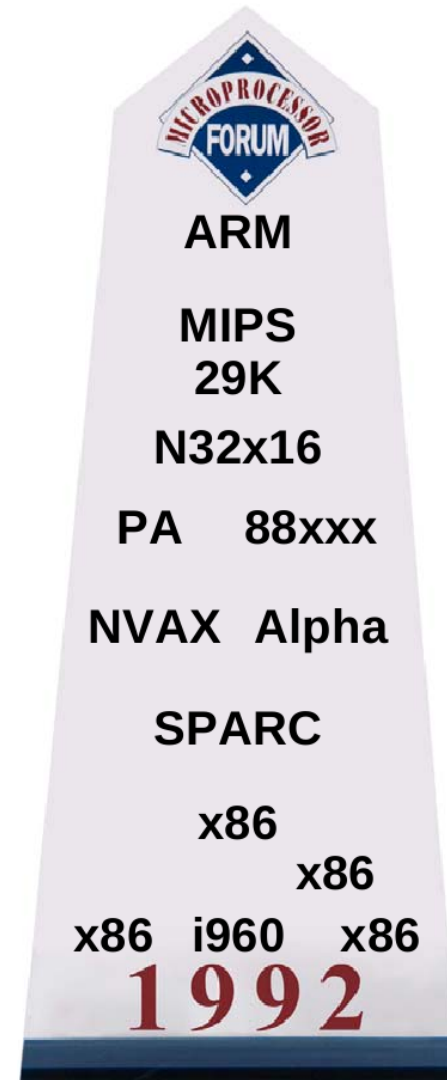 MICROPROCESSOR
FORUM
ARM
MIPS
29K
N32x16
PA 88xxx
NVAX Alpha
SPARC
x86
x86
x86 i960 x86
1992